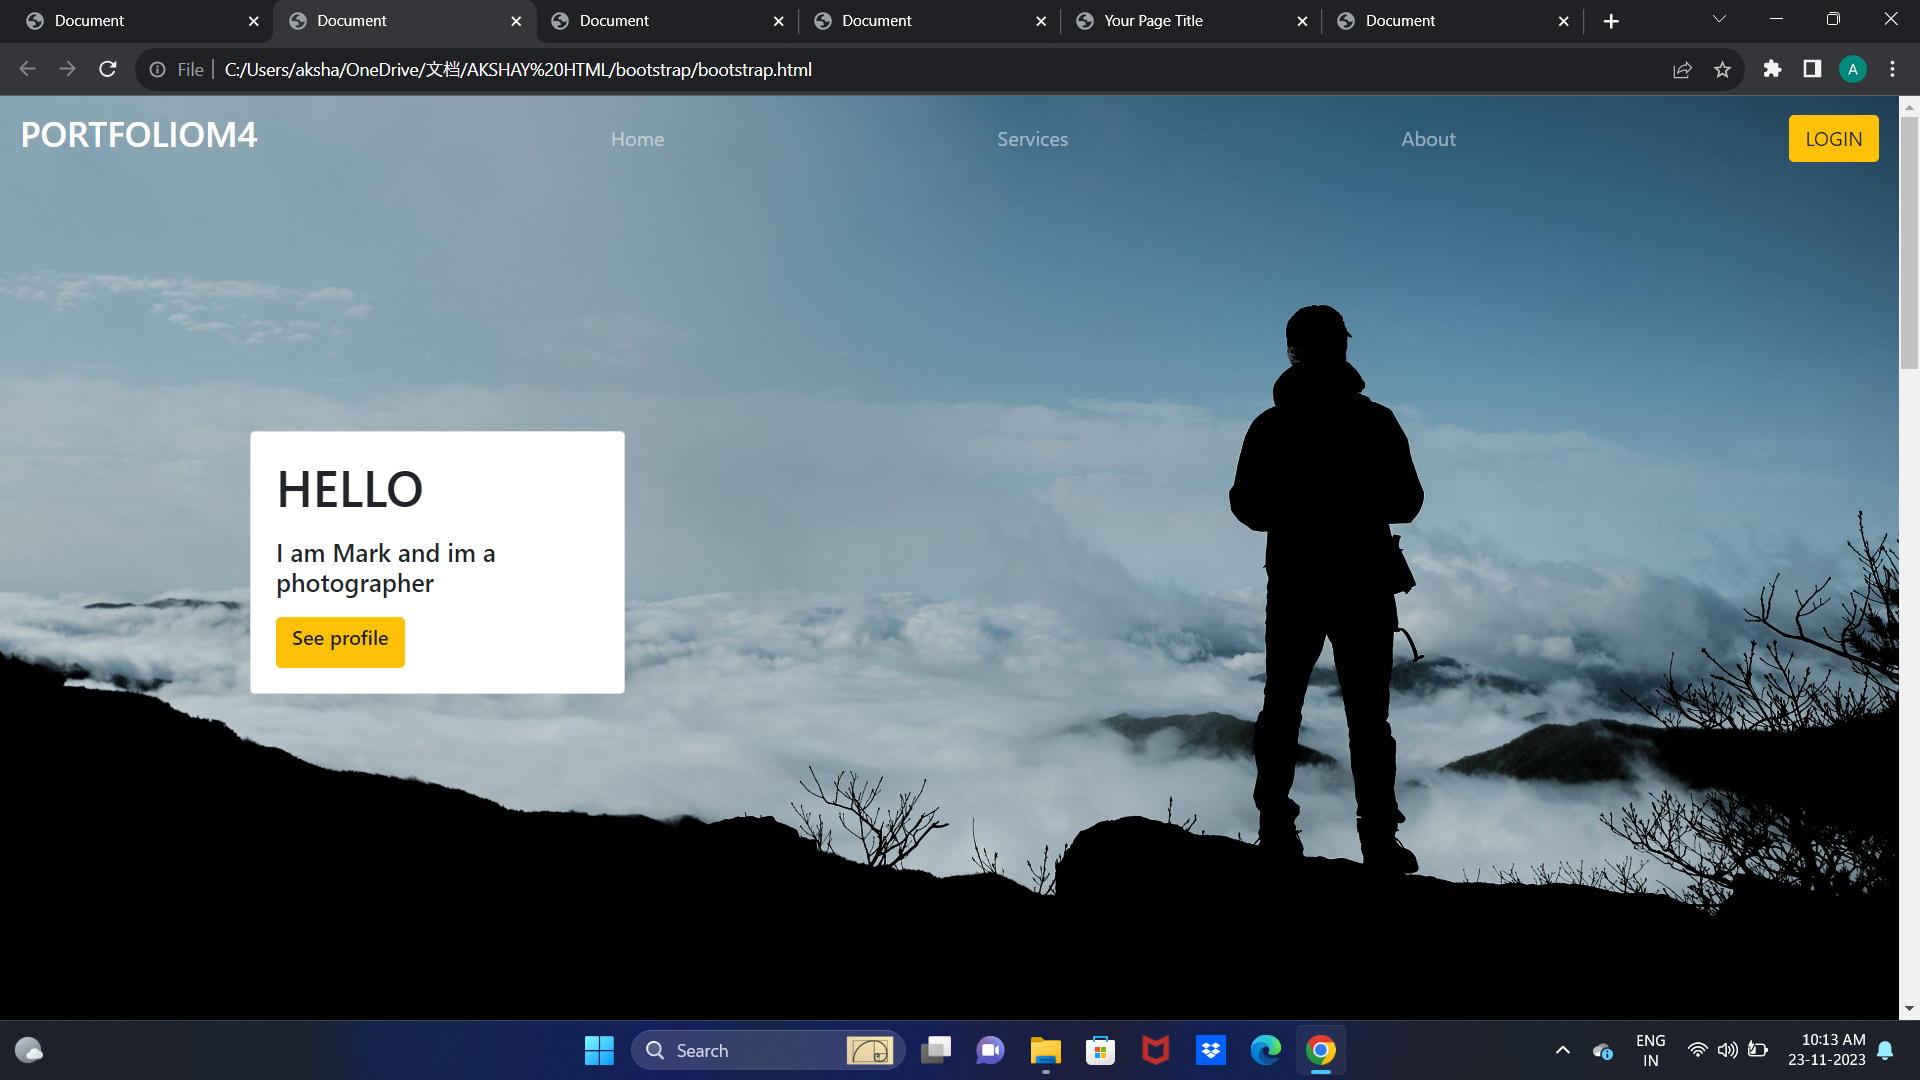 Document
Document
Document
Document
Your Page Title
Document
File
C:/Users/aksha/OneDrive/文档/AKSHAY%20HTML/bootstrap/bootstrap.html
A
PORTFOLIOM4
Home
Services
About
LOGIN
HELLO
I am Mark and im a
photographer
See profile
Search
ENG
IN
10:13 AM
23-11-2023